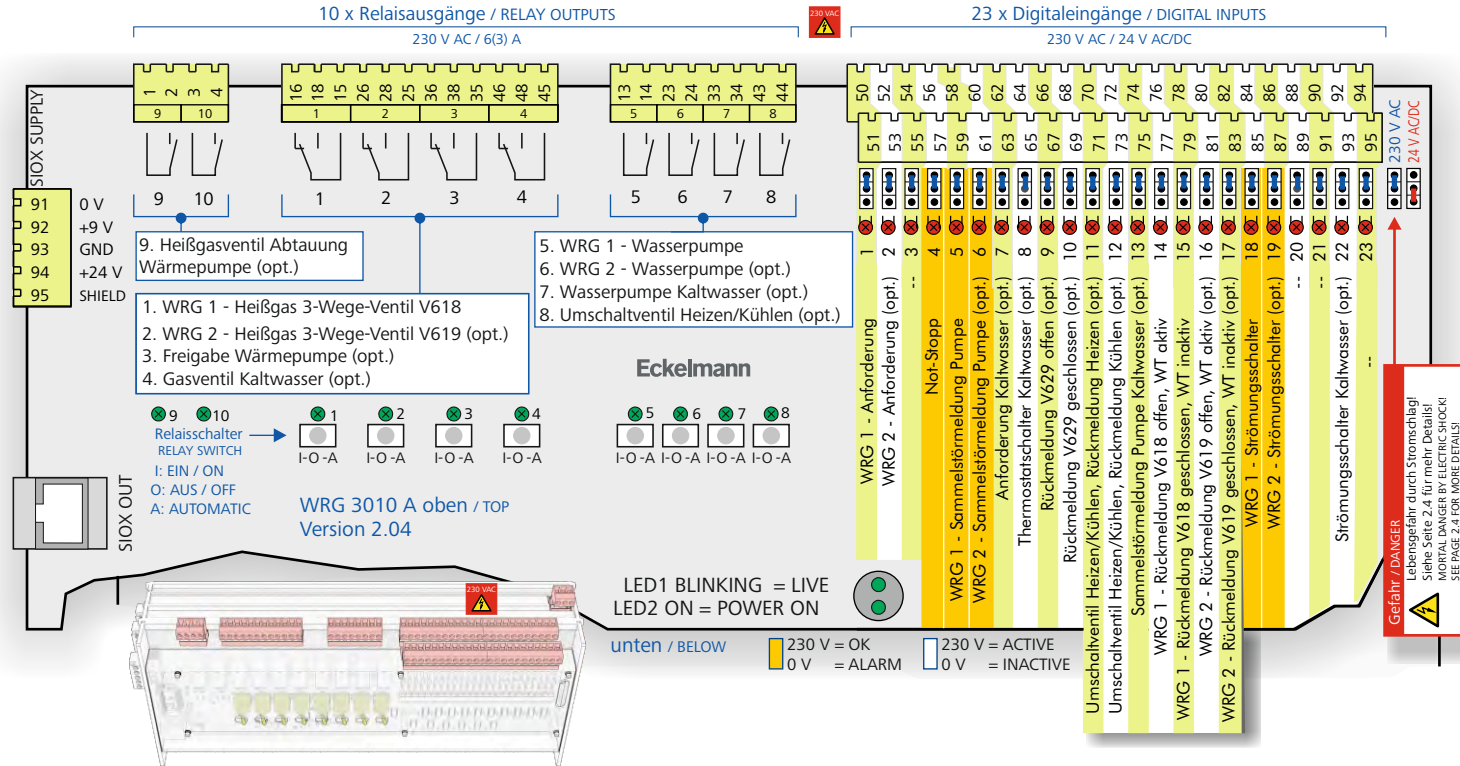 10 x Relaisausgänge / RELAY OUTPUTS
230 V AC / 6(3) A
230 VAC
23 x Digitaleingänge / DIGITAL INPUTS
230 V AC / 24 V AC/DC
1 2 3 4
9 10
16 18 15 26 28 25 36 38 35 46 48 45
1 2 3 4
13 14 23 24 33 34 43 44
5 6 7 8
50 52 54 56 58 60 62 64 66 68 70 72 74 76 78 80 82 84 86 88 90 92 94
51 53 55 57 59 61 63 65 67 69 71 73 75 77 79 81 83 85 87 89 91 93 95
230 V AC
24 V AC/DC
SIOX SUPPLY
91 0 V
92 +9 V
93 GND
94 +24 V
95 SHIELD
9 10
1 2 3 4
5 6 7 8
9. Heißgasventil Abtauung
Wärmepumpe (opt.)
1. WRG 1 - Heißgas 3-Wege-Ventil V618
2. WRG 2 - Heißgas 3-Wege-Ventil V619 (opt.)
3. Freigabe Wärmepumpe (opt.)
4. Gasventil Kaltwasser (opt.)
5. WRG 1 - Wasserpumpe
6. WRG 2 - Wasserpumpe (opt.)
7. Wasserpumpe Kaltwasser (opt.)
8. Umschaltventil Heizen/Kühlen (opt.)
Eckelmann
9 10 1 2 3 4 5 6 7 8
Relaisschalter
RELAY SWITCH
I-O-A I-O-A I-O-A I-O-A I-O-A I-O-A I-O-A I-O-A
I: EIN / ON
O: AUS / OFF
A: AUTOMATIC
SIOX OUT
WRG 3010 A oben / TOP
Version 2.04
WRG 1 - Anforderung 1
WRG 2 - Anforderung (opt.) 2
-- 3
Not-Stopp 4
WRG 1 - Sammelstörmeldung Pumpe 5
WRG 2 - Sammelstörmeldung Pumpe (opt.) 6
Anforderung Kaltwasser (opt.) 7
Thermostatschalter Kaltwasser (opt.) 8
Rückmeldung V629 offen (opt.) 9
Rückmeldung V629 geschlossen (opt.) 10
Umschaltventil Heizen/Kühlen, Rückmeldung Heizen (opt.) 11
Umschaltventil Heizen/Kühlen, Rückmeldung Kühlen (opt.) 12
Sammelstörmeldung Pumpe Kaltwasser (opt.) 13
WRG 1 - Rückmeldung V618 offen, WT aktiv 14
WRG 1 - Rückmeldung V618 geschlossen, WT inaktiv 15
WRG 2 - Rückmeldung V619 offen, WT aktiv (opt.) 16
WRG 2 - Rückmeldung V619 geschlossen, WT inaktiv (opt.) 17
WRG 1 - Strömungsschalter 18
WRG 2 - Strömungsschalter (opt.) 19
-- 20
-- 21
Strömungsschalter Kaltwasser (opt.) 22
-- 23
Gefahr / DANGER
Lebensgefahr durch Stromschlag!
Siehe Seite 2.4 für mehr Details!
MORTAL DANGER BY ELECTRIC SHOCK!
SEE PAGE 2.4 FOR MORE DETAILS!
LED1 BLINKING = LIVE
LED2 ON = POWER ON
230 VAC
unten / BELOW
230 V = OK
0 V = ALARM
230 V = ACTIVE
0 V = INACTIVE